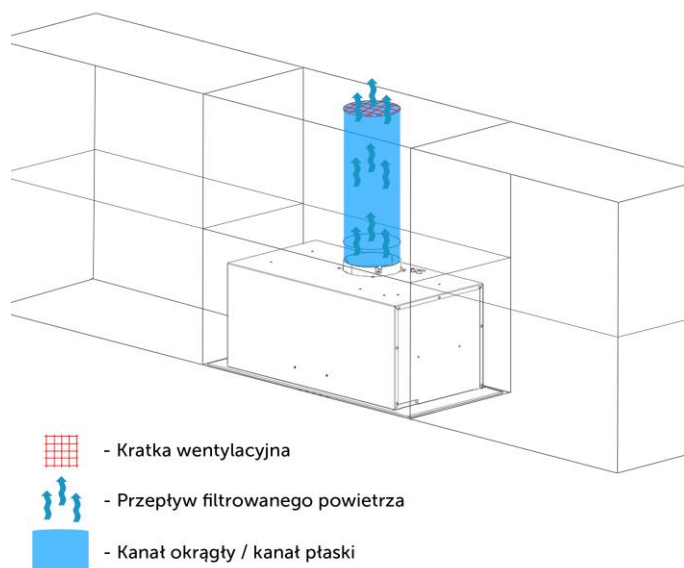 - Kratka wentylacyjna
- Przepływ filtrowanego powietrza
- Kanał okrągły / kanał płaski